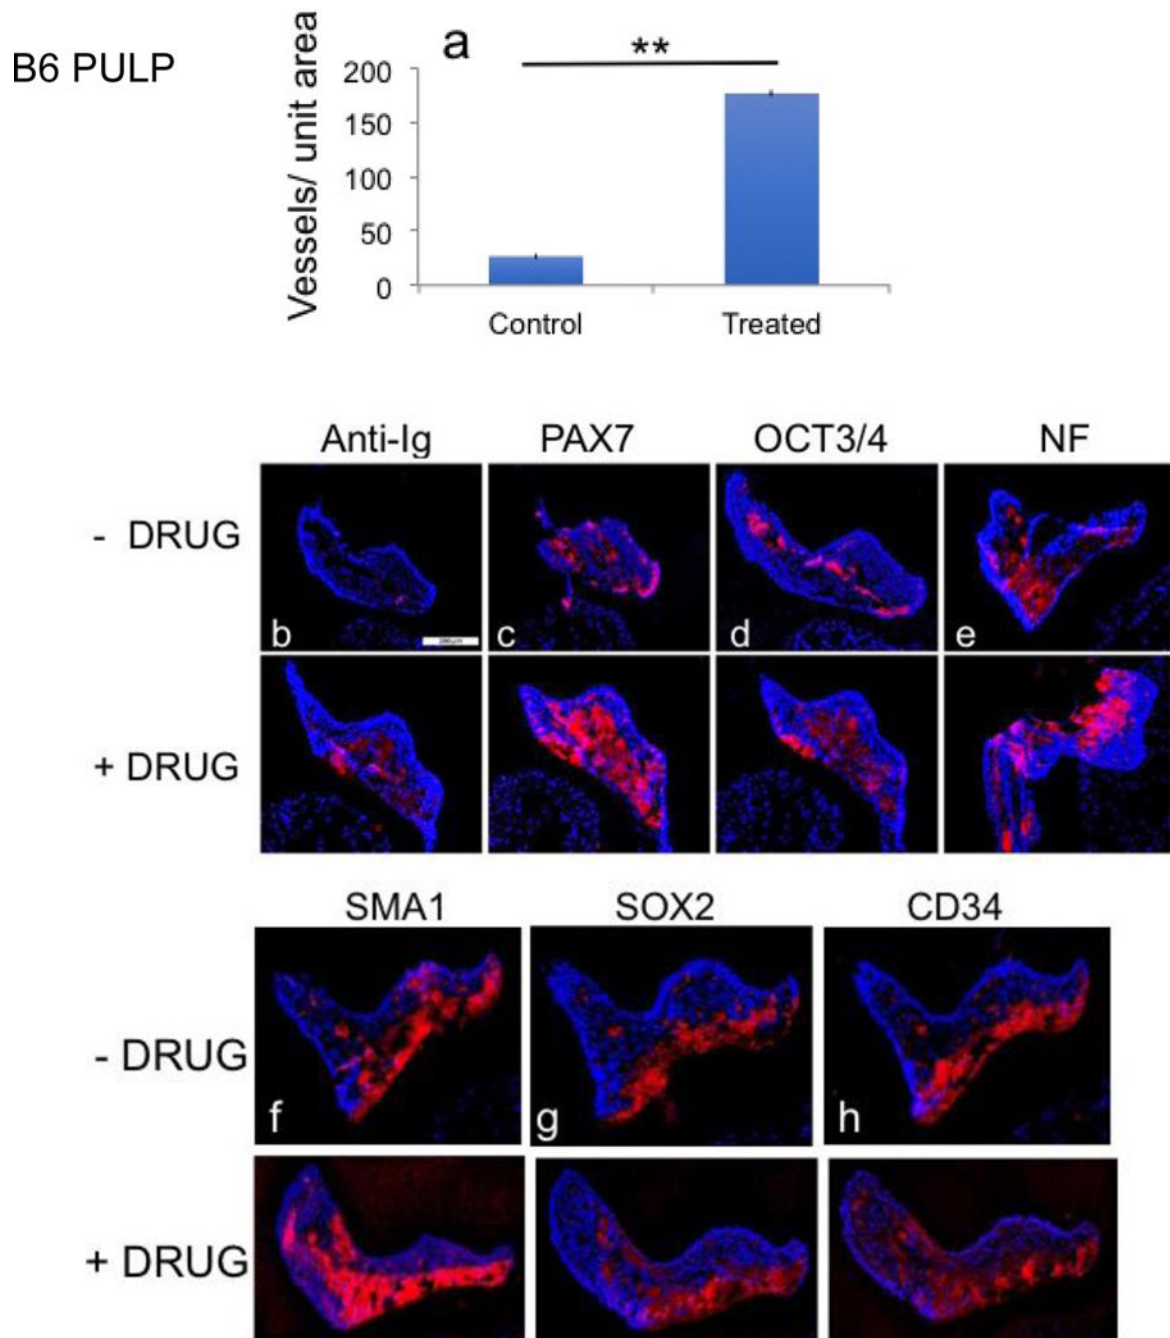 B6 PULP
a
**
Vessels/ unit area
200
150
100
50
0
Control Treated
Anti-Ig PAX7 OCT3/4 NF
- DRUG
b c d e
+ DRUG
SMA1 SOX2 CD34
- DRUG
f g h
+ DRUG